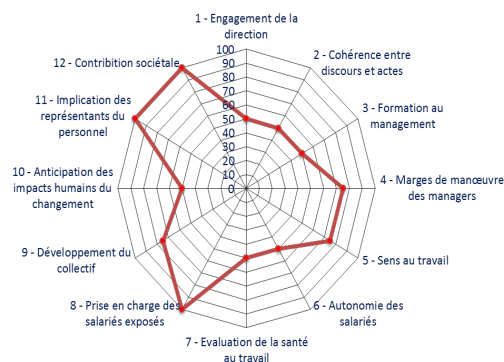 1 - Engagement de la
direction
2 - Cohérence entre
discours et actes
3 - Formation au
management
4 - Marges de manœuvre
des managers
5 - Sens au travail
6 - Autonomie des
salariés
7 - Evaluation de la santé
au travail
8 - Prise en charge des
salariés exposés
9 - Développement du
collectif
10 - Anticipation des
impacts humains du
changement
11 - Implication des
représentants du
personnel
12 - Contribition sociétale
100
90
80
70
60
50
40
30
20
10
0